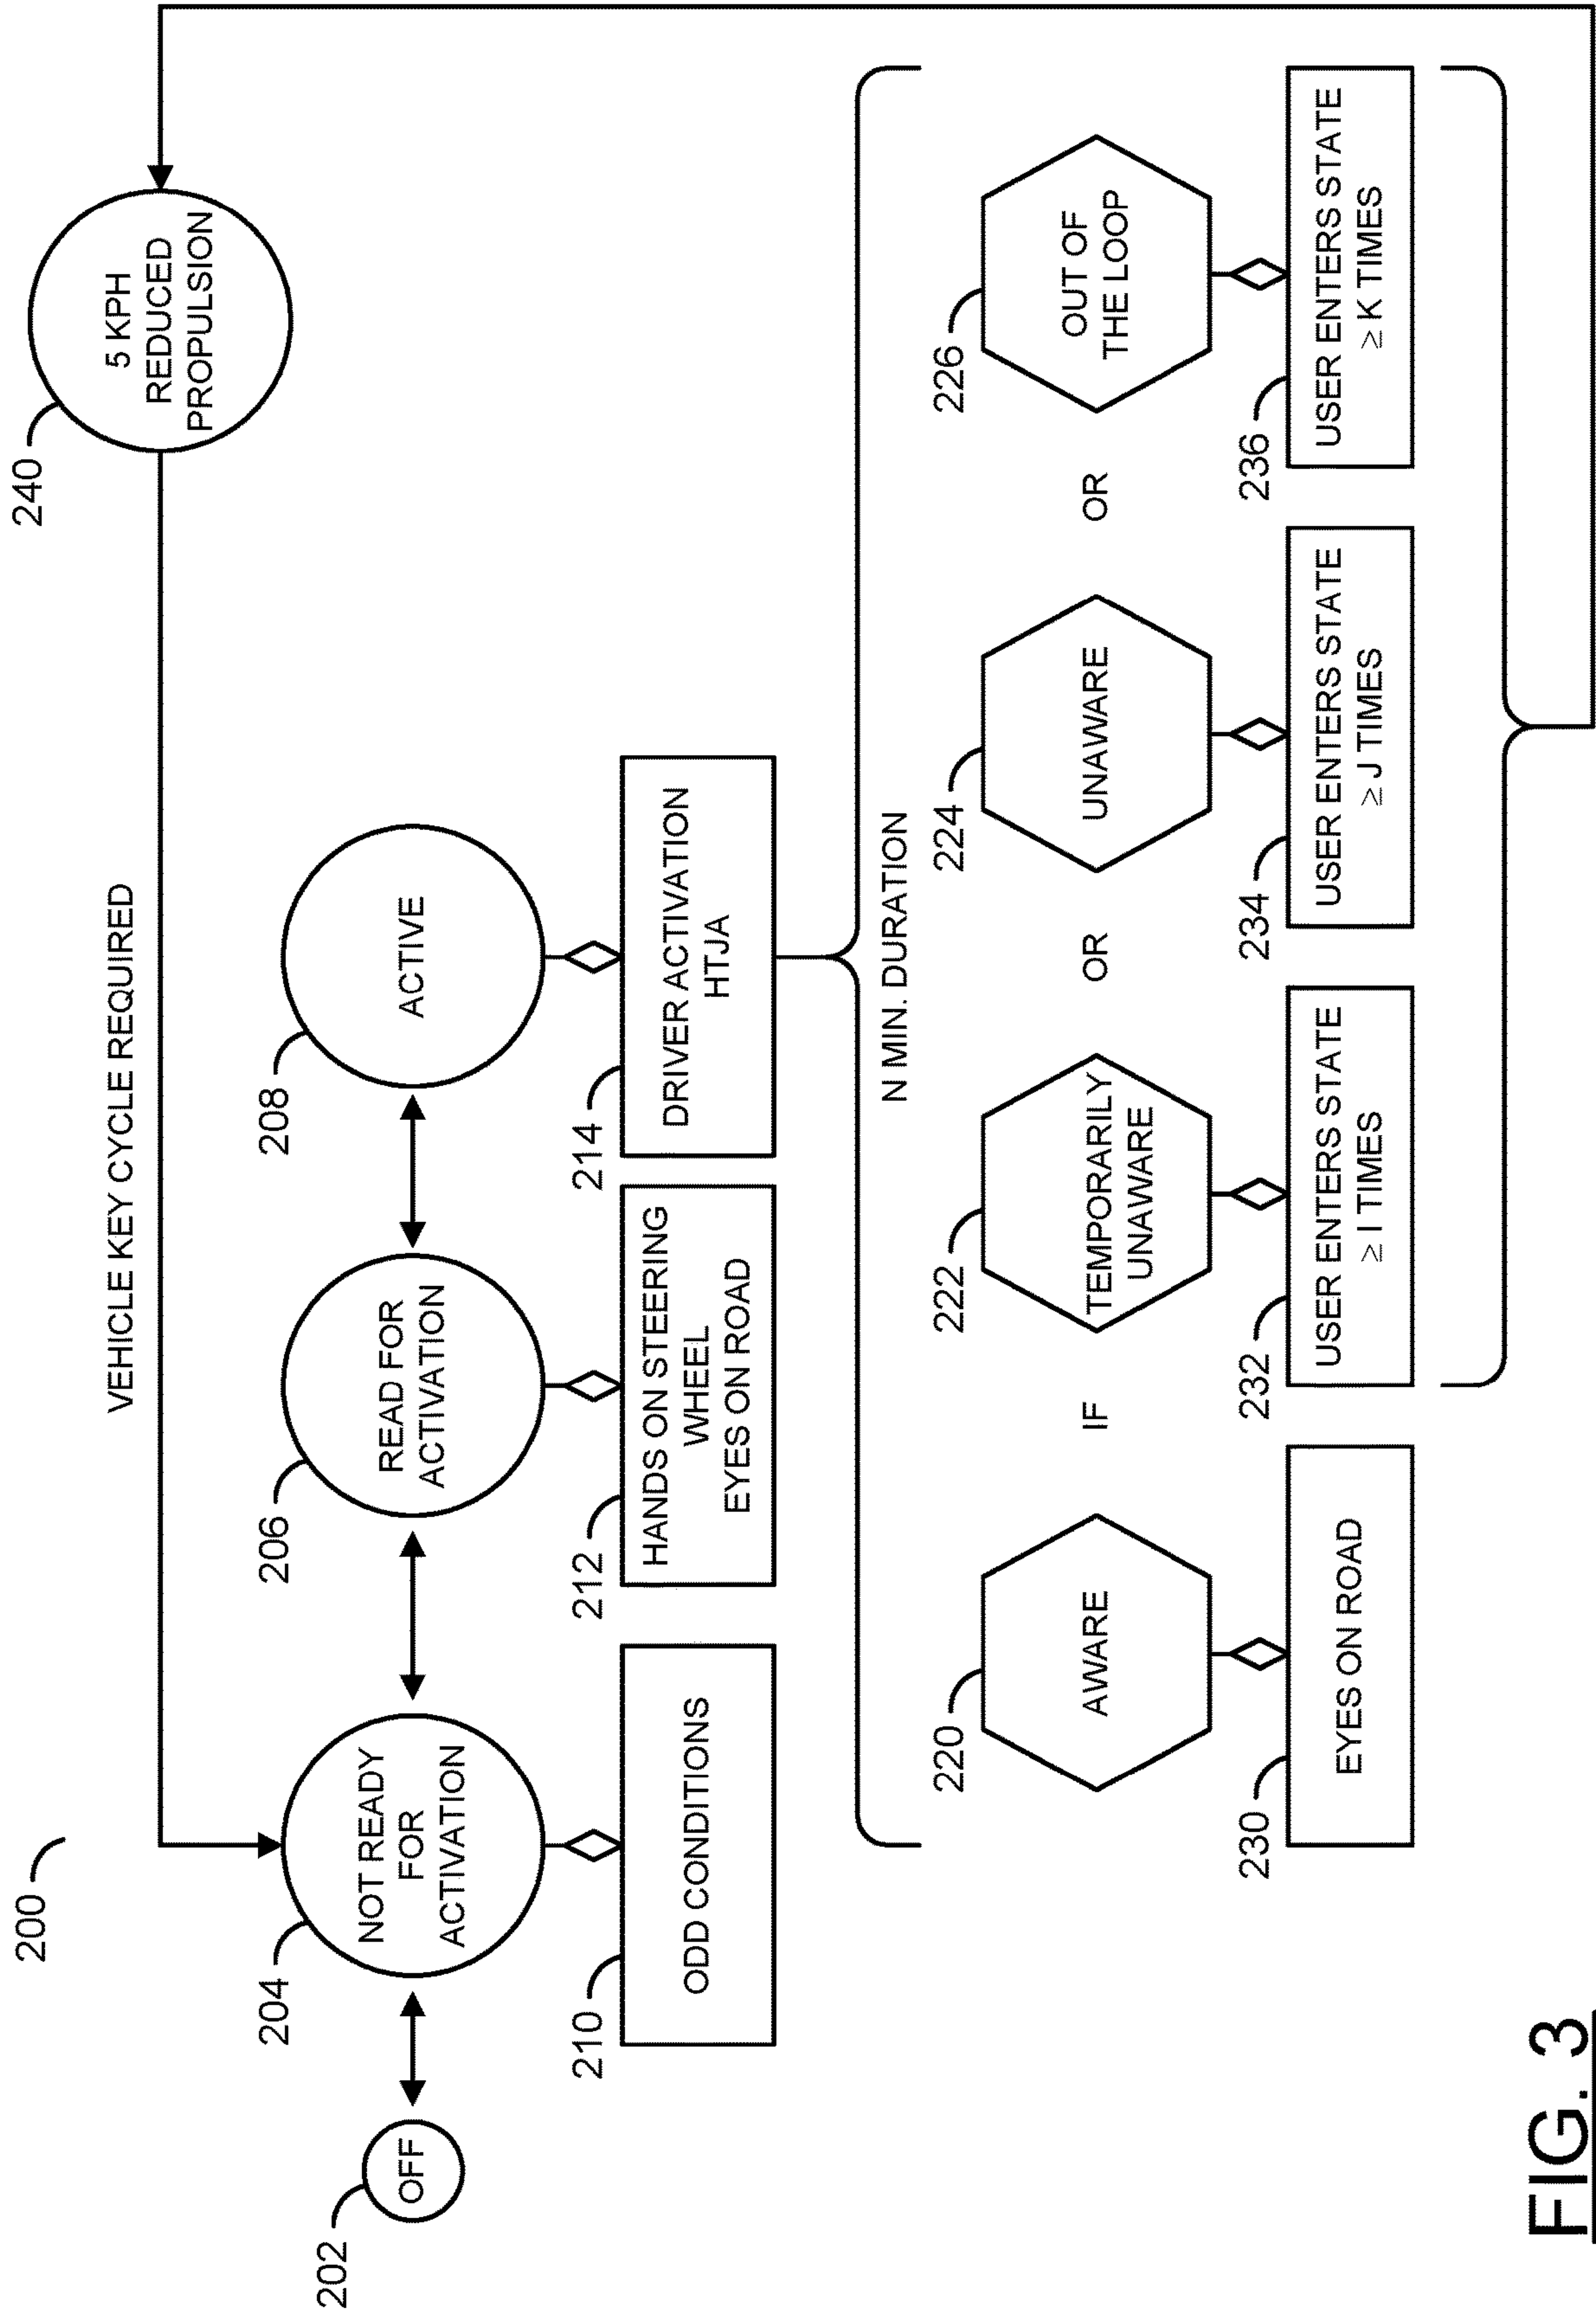 200
240
5 KPH
REDUCED
PROPULSION
VEHICLE KEY CYCLE REQUIRED
202
OFF
204
NOT READY
FOR
ACTIVATION
206
READ FOR
ACTIVATION
208
ACTIVE
210
ODD CONDITIONS
212
HANDS ON STEERING
WHEEL
EYES ON ROAD
214
DRIVER ACTIVATION
HTJA
N MIN. DURATION
220
AWARE
IF
222
TEMPORARILY
UNAWARE
OR
224
UNAWARE
OR
226
OUT OF
THE LOOP
230
EYES ON ROAD
232
USER ENTERS STATE
≥ I TIMES
234
USER ENTERS STATE
≥ J TIMES
236
USER ENTERS STATE
≥ K TIMES
FIG. 3